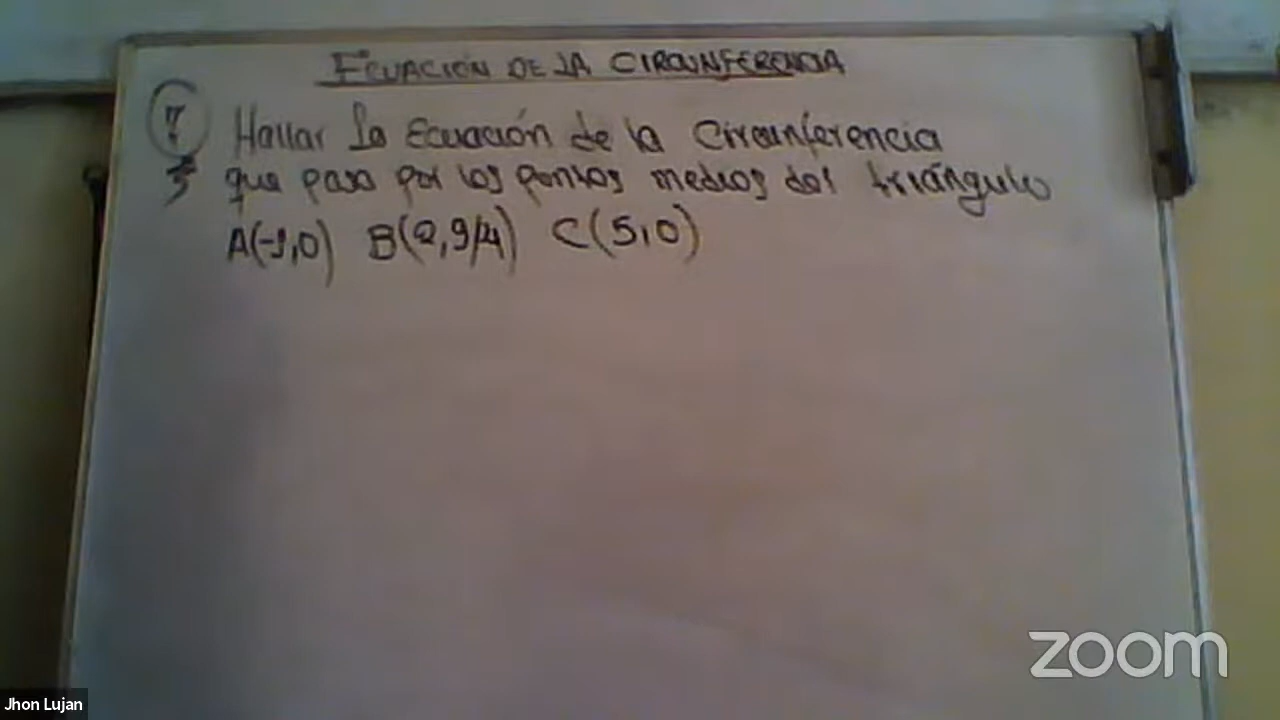 ECUACIÓN DE LA CIRCUNFERENCIA
7 Hallar la Ecuación de la Circunferencia
que pasa por los puntos medios del triángulo
A(-1,0) B(2,9/4) C(5,0)
zoom
Jhon Lujan